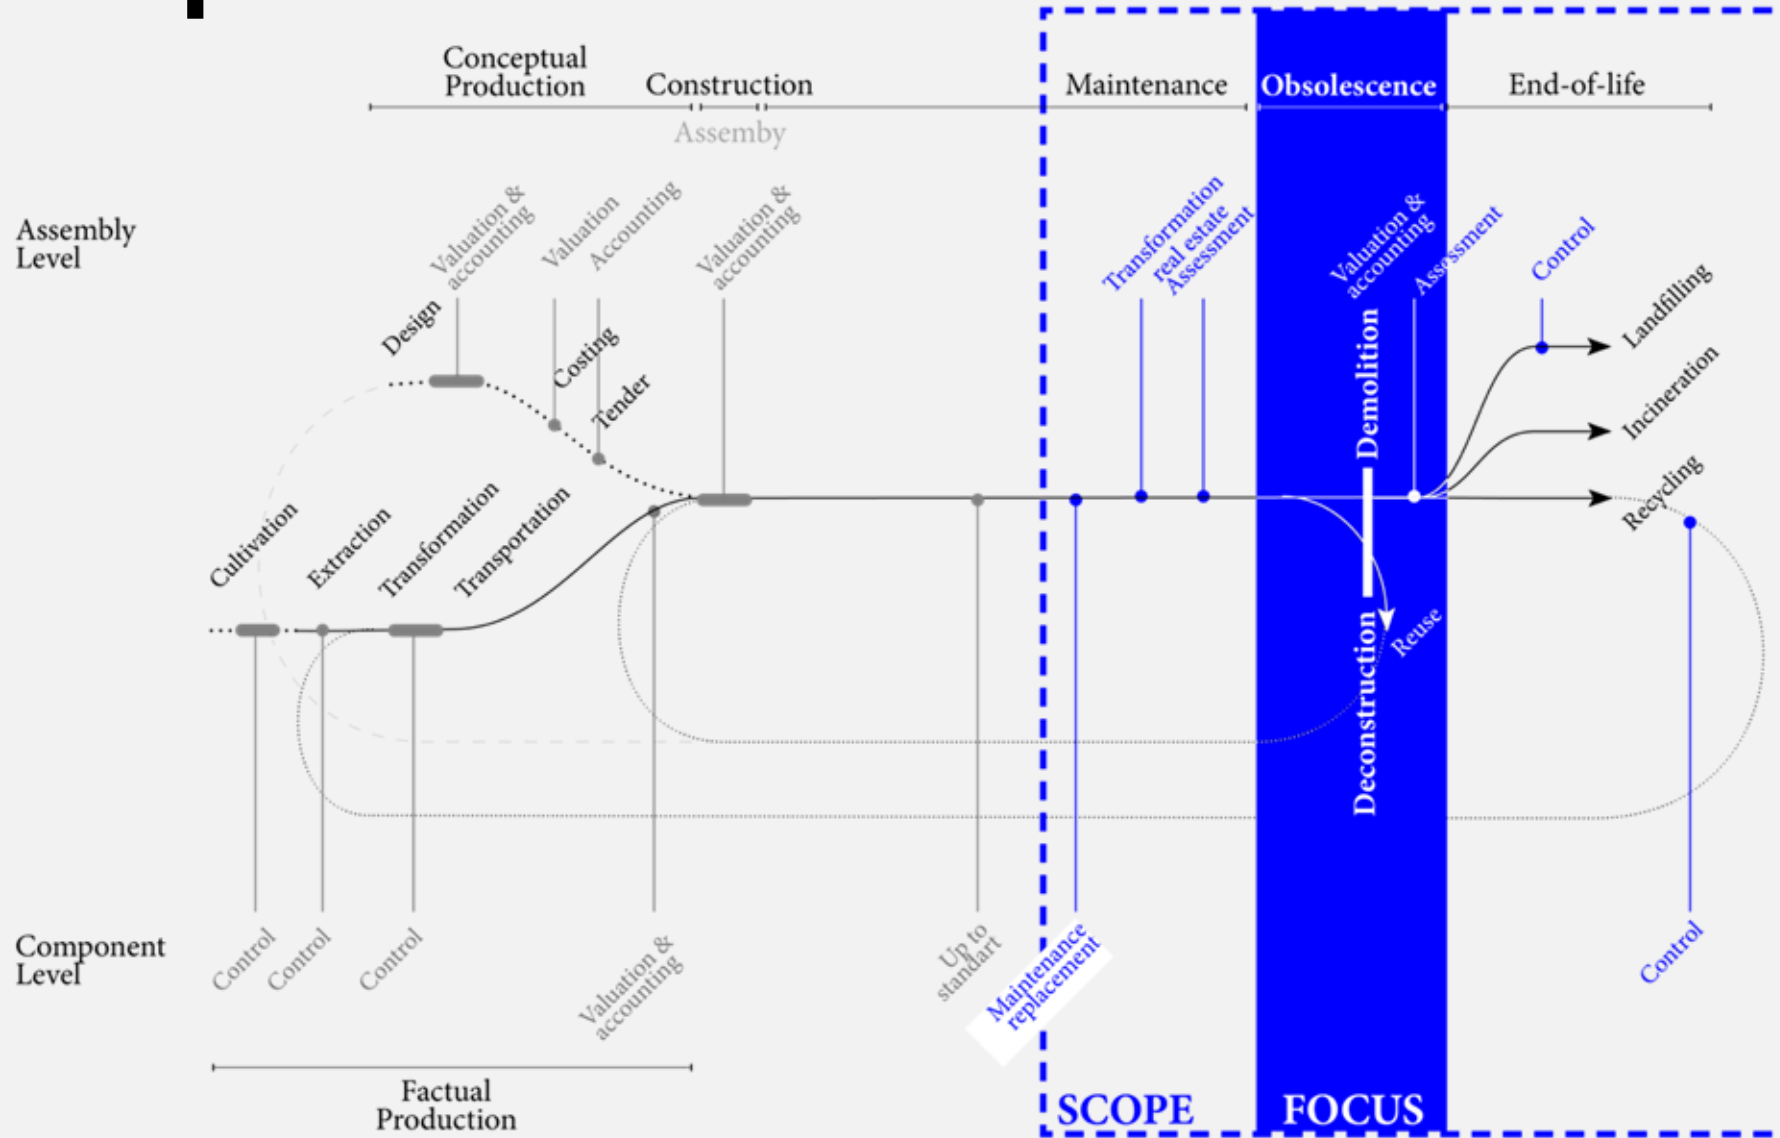 Conceptual
Production
Construction
Maintenance
Obsolescence
End-of-life
Assemby
Assembly
Level
Valuation &
accounting
Valuation
Accounting
Valuation &
accounting
Transformation
real estate
Assessment
Valuation &
accounting
Assessment
Control
Design
Costing
Tender
Demolition
Landfilling
Incineration
Recycling
Cultivation
Extraction
Transformation
Transportation
Reuse
Deconstruction
Component
Level
Control
Control
Control
Valuation &
accounting
Up to
standart
Maintenance
replacement
Control
Factual
Production
SCOPE
FOCUS